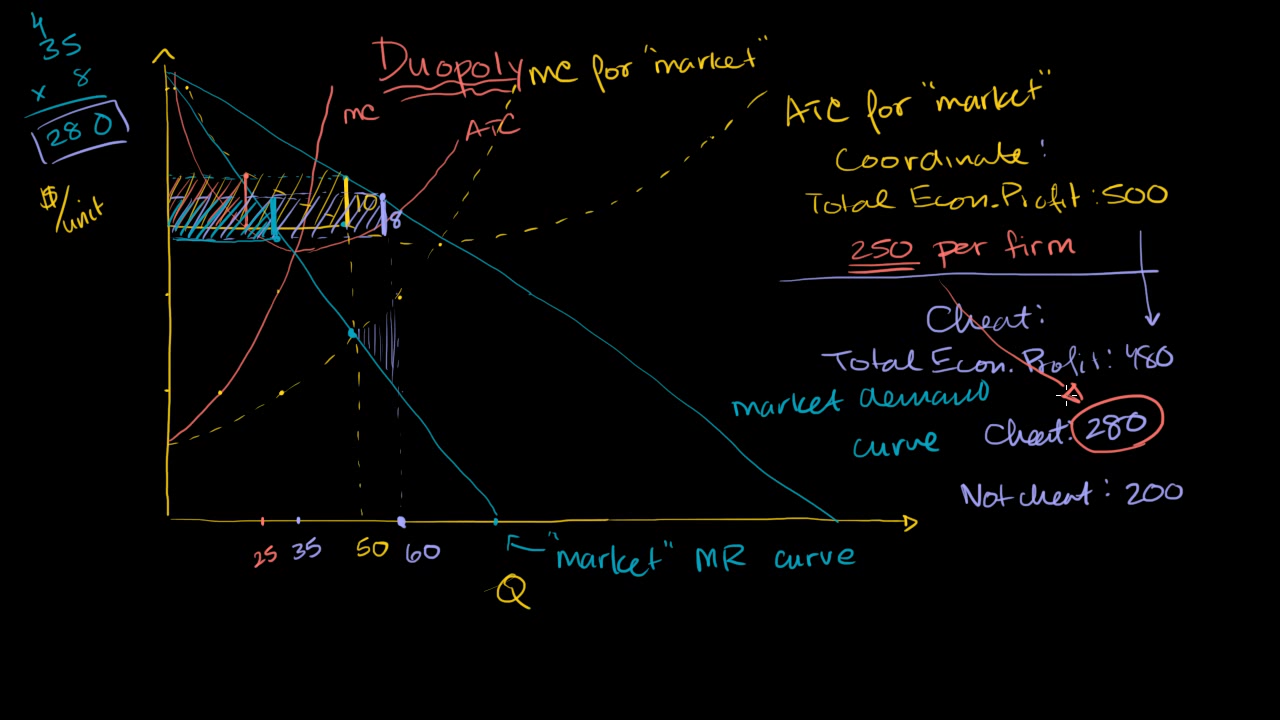 4
35
x 8
280
$/unit
Duopoly
MC for "market"
MC
ATC
ATC for "market"
Coordinate:
Total Econ. Profit: 500
250 per firm
Cheat:
Total Econ. Profit: 480
Cheat: 280
Not cheat: 200
market demand
curve
10
8
25 35 50 60
"market" MR curve
Q